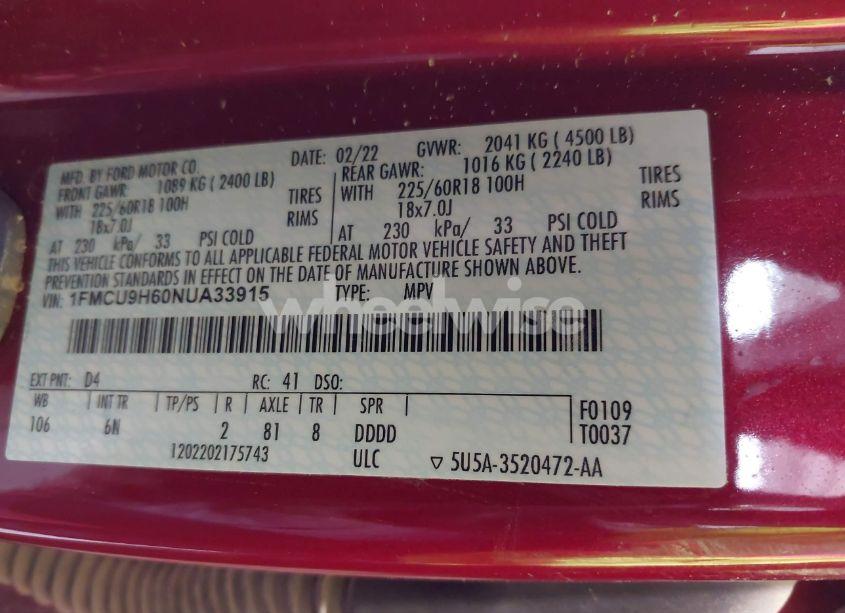 MFD. BY FORD MOTOR CO. DATE: 02/22 GVWR: 2041 KG ( 4500 LB)
FRONT GAWR: 1089 KG ( 2400 LB) REAR GAWR: 1016 KG ( 2240 LB)
WITH 225/60R18 100H TIRES WITH 225/60R18 100H TIRES
18x7.0J RIMS 18x7.0J RIMS
AT 230 kPa/ 33 PSI COLD AT 230 kPa/ 33 PSI COLD
THIS VEHICLE CONFORMS TO ALL APPLICABLE FEDERAL MOTOR VEHICLE SAFETY AND THEFT
PREVENTION STANDARDS IN EFFECT ON THE DATE OF MANUFACTURE SHOWN ABOVE.
VIN: 1FMCU9H60NUA33915 TYPE: MPV
wheelwise
EXT PNT: D4 RC: 41 DSO:
WB INT TR TP/PS R AXLE TR SPR F0109
106 6N 2 81 8 DDDD T0037
1202202175743 ULC ▽ 5U5A-3520472-AA